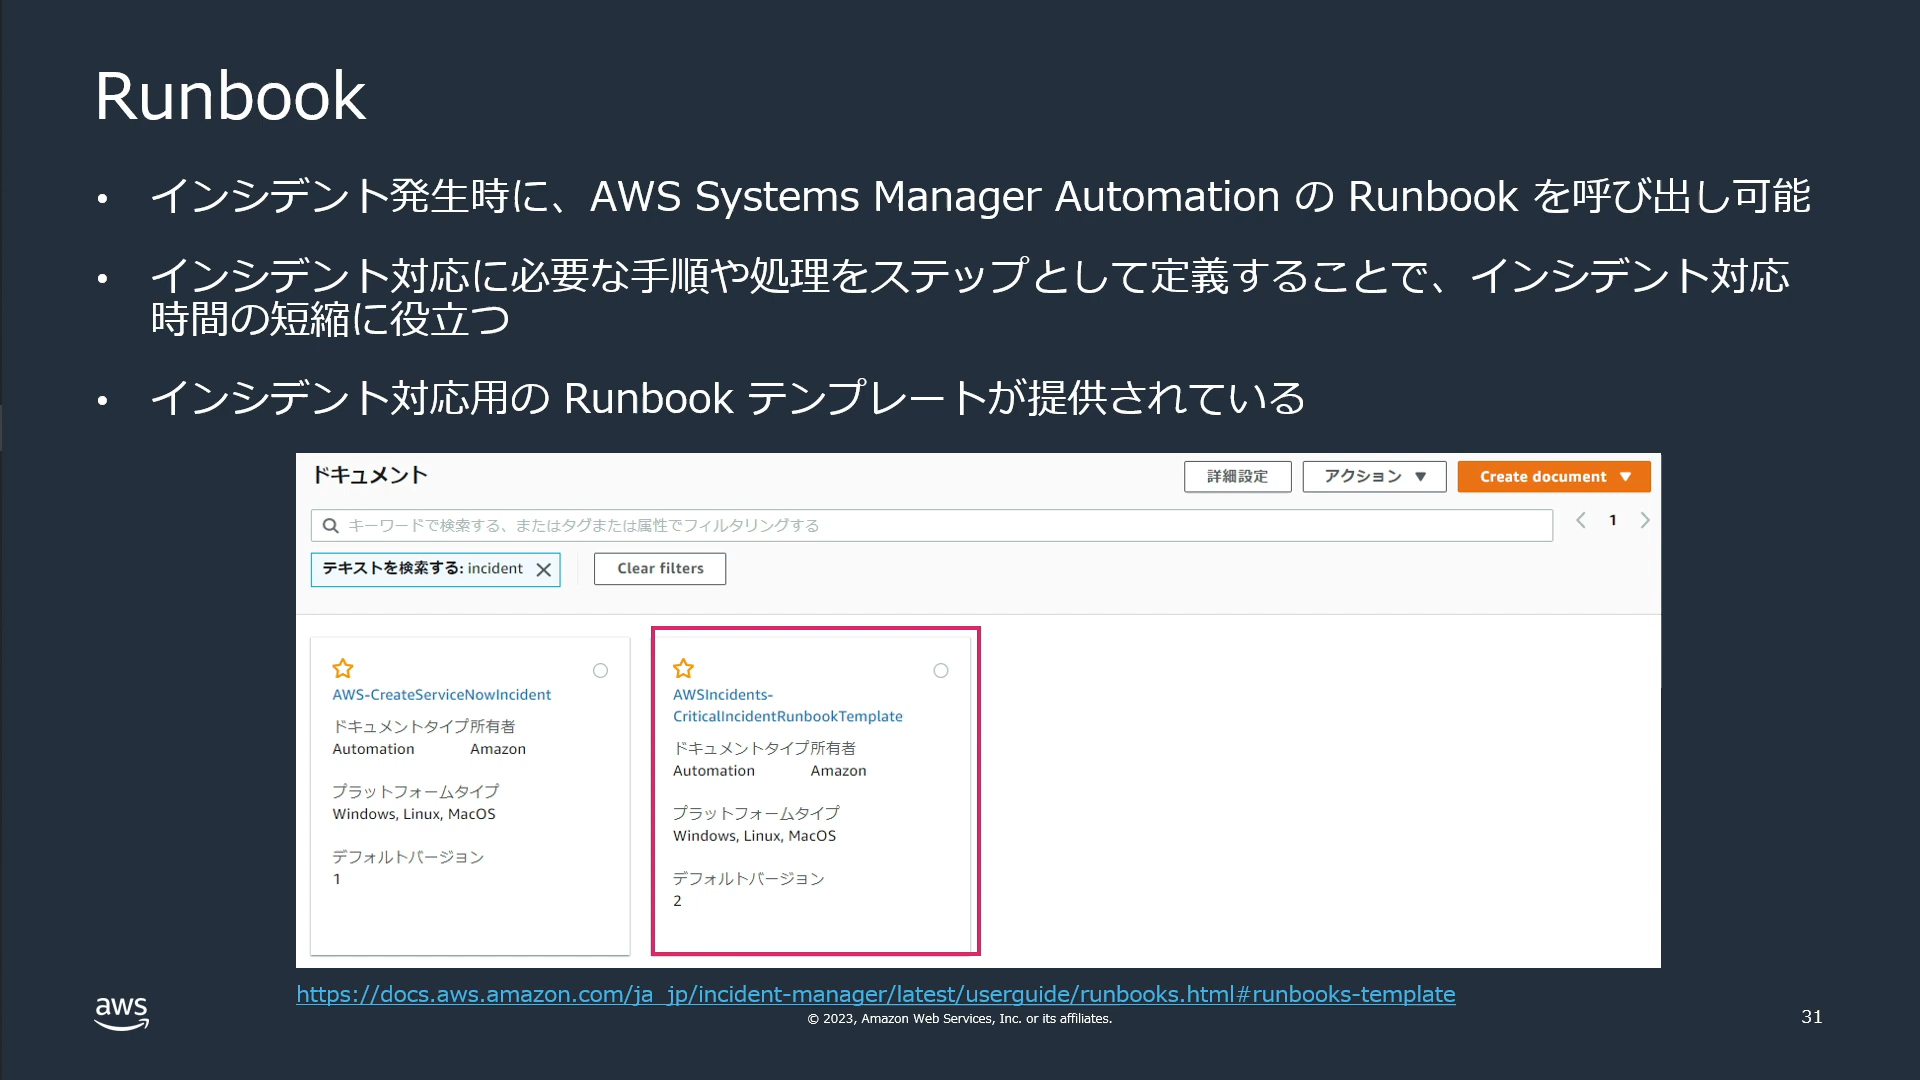 Runbook
• インシデント発生時に、AWS Systems Manager Automation の Runbook を呼び出し可能
• インシデント対応に必要な手順や処理をステップとして定義することで、インシデント対応
時間の短縮に役立つ
• インシデント対応用の Runbook テンプレートが提供されている
ドキュメント
詳細設定
アクション ▼
Create document ▼
キーワードで検索する、またはタグまたは属性でフィルタリングする
1
テキストを検索する: incident
Clear filters
AWS-CreateServiceNowIncident
ドキュメントタイプ 所有者
Automation Amazon
プラットフォームタイプ
Windows, Linux, MacOS
デフォルトバージョン
1
AWSIncidents-
CriticalIncidentRunbookTemplate
ドキュメントタイプ 所有者
Automation Amazon
プラットフォームタイプ
Windows, Linux, MacOS
デフォルトバージョン
2
https://docs.aws.amazon.com/ja_jp/incident-manager/latest/userguide/runbooks.html#runbooks-template
aws
© 2023, Amazon Web Services, Inc. or its affiliates.
31